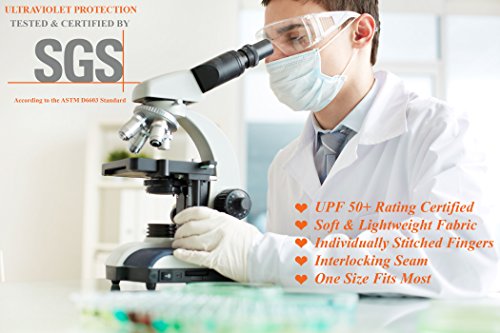 ULTRAVIOLET PROTECTION
TESTED & CERTIFIED BY
SGS
According to the ASTM D6603 Standard
UPF 50+ Rating Certified
Soft & Lightweight Fabric
Individually Stitched Fingers
Interlocking Seam
One Size Fits Most